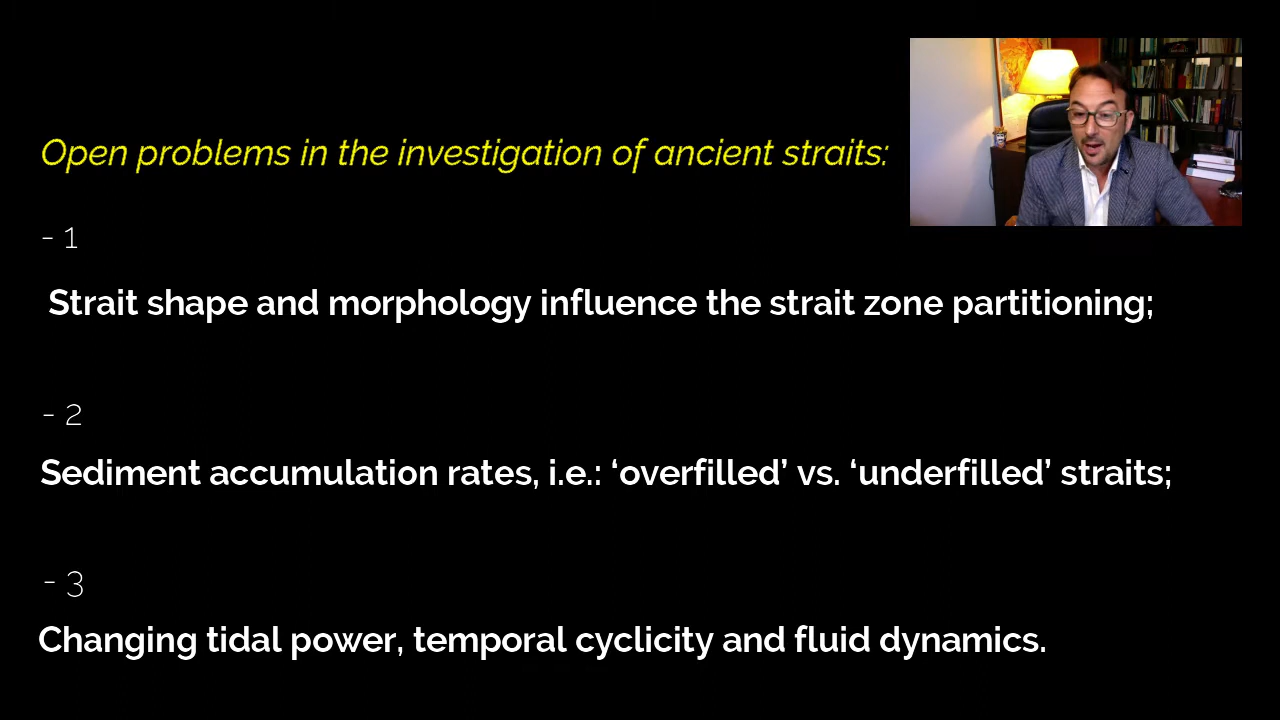 Open problems in the investigation of ancient straits:
- 1
Strait shape and morphology influence the strait zone partitioning;
- 2
Sediment accumulation rates, i.e.: ‘overfilled’ vs. ‘underfilled’ straits;
- 3
Changing tidal power, temporal cyclicity and fluid dynamics.